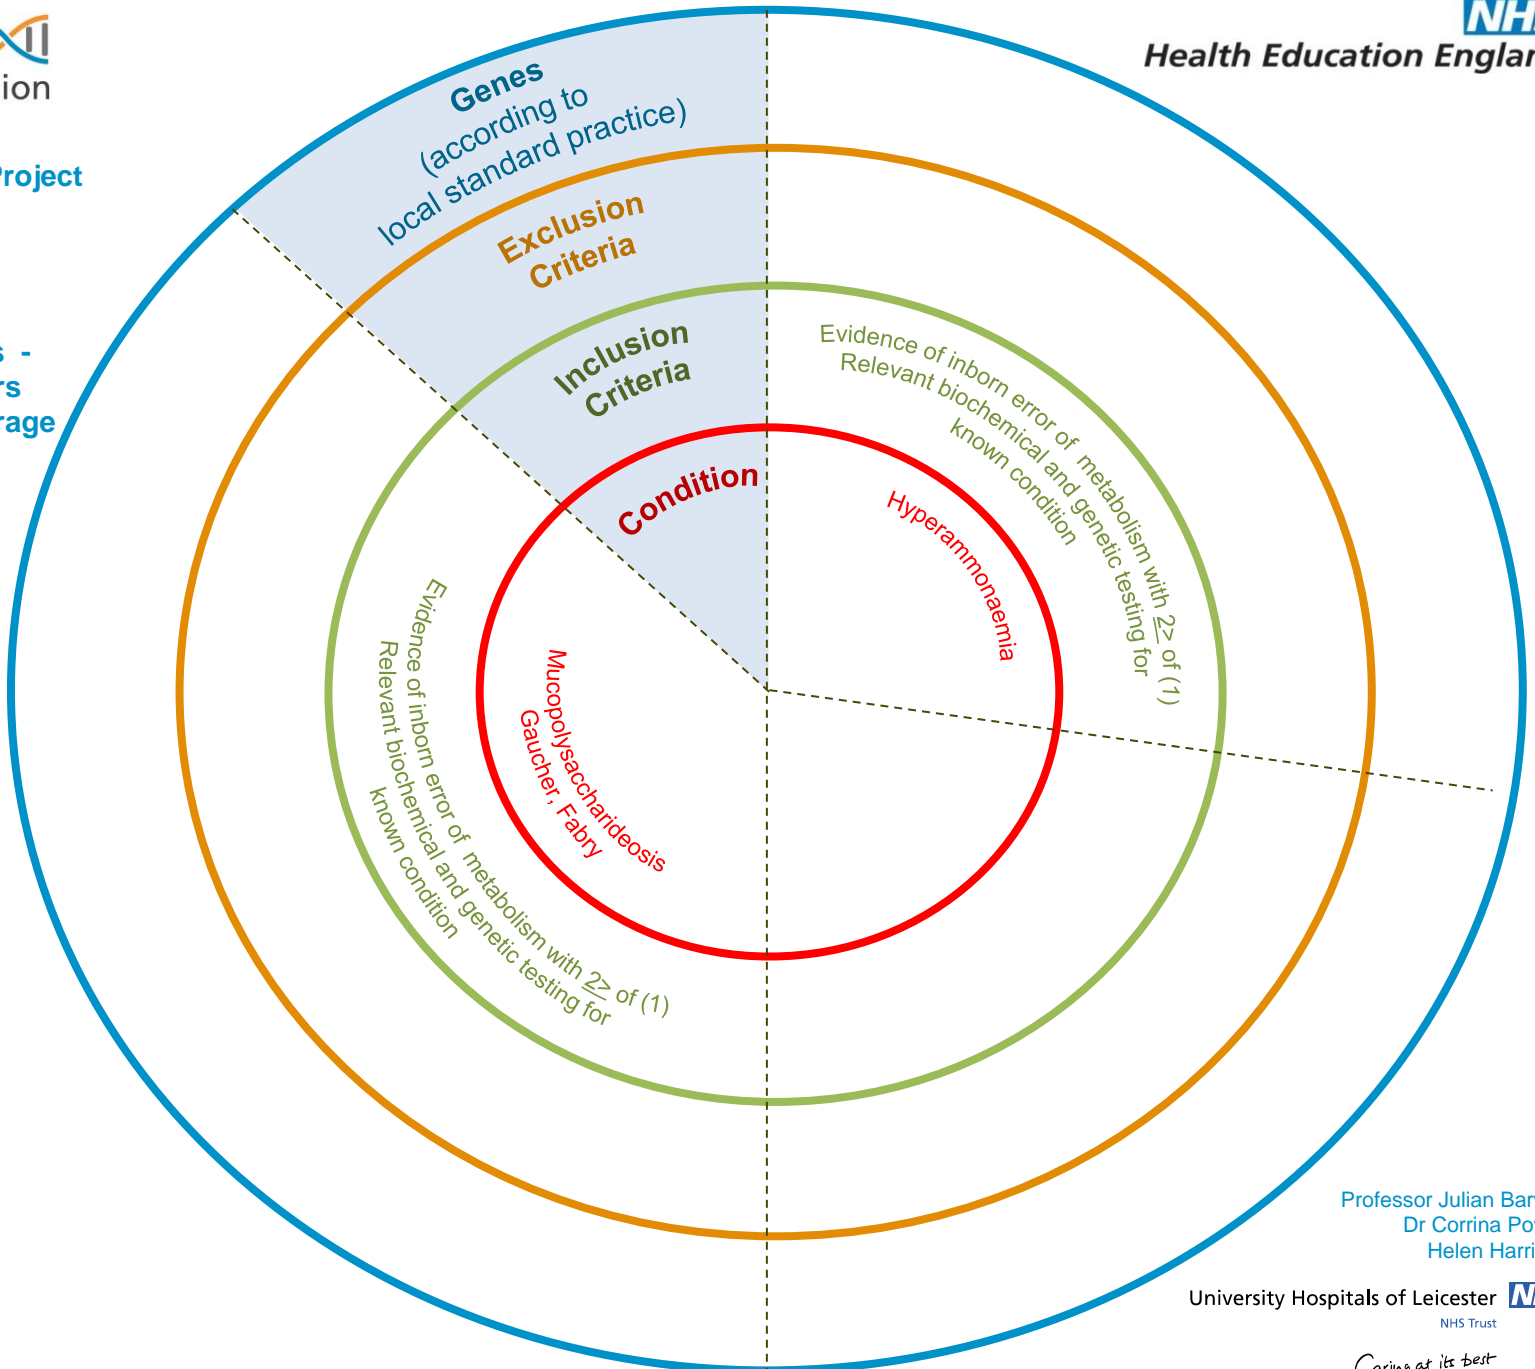 ion
Project
s -
rs
rage
NHS
Health Education Englan
Genes
(according to
local standard practice)
Exclusion
Criteria
Inclusion
Criteria
Condition
Evidence of inborn error of metabolism with 2≥ of (1)
Relevant biochemical and genetic testing for
known condition
Hyperammonaemia
Evidence of inborn error of metabolism with 2≥ of (1)
Relevant biochemical and genetic testing for
known condition
Mucopolysaccharideosis
Gaucher, Fabry
Professor Julian Bar
Dr Corrina Po
Helen Harri
University Hospitals of Leicester
NHS Trust
Caring at its best